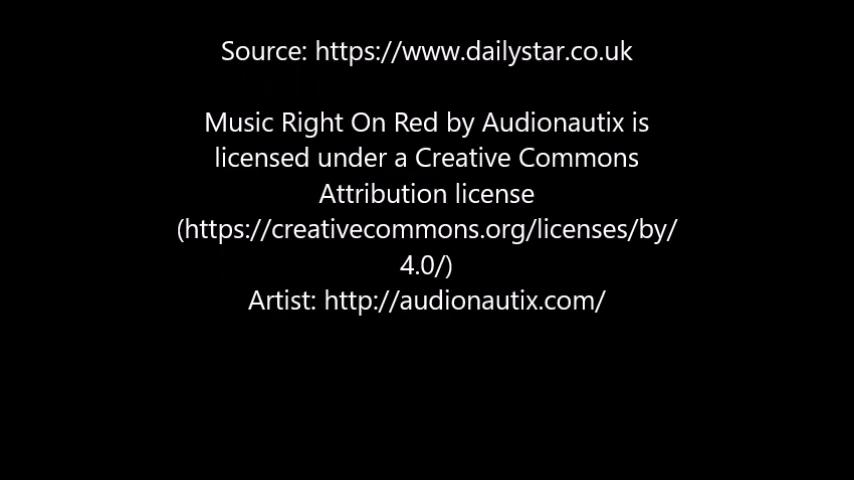 Source: https://www.dailystar.co.uk
Music Right On Red by Audionautix is
licensed under a Creative Commons
Attribution license
(https://creativecommons.org/licenses/by/
4.0/)
Artist: http://audionautix.com/